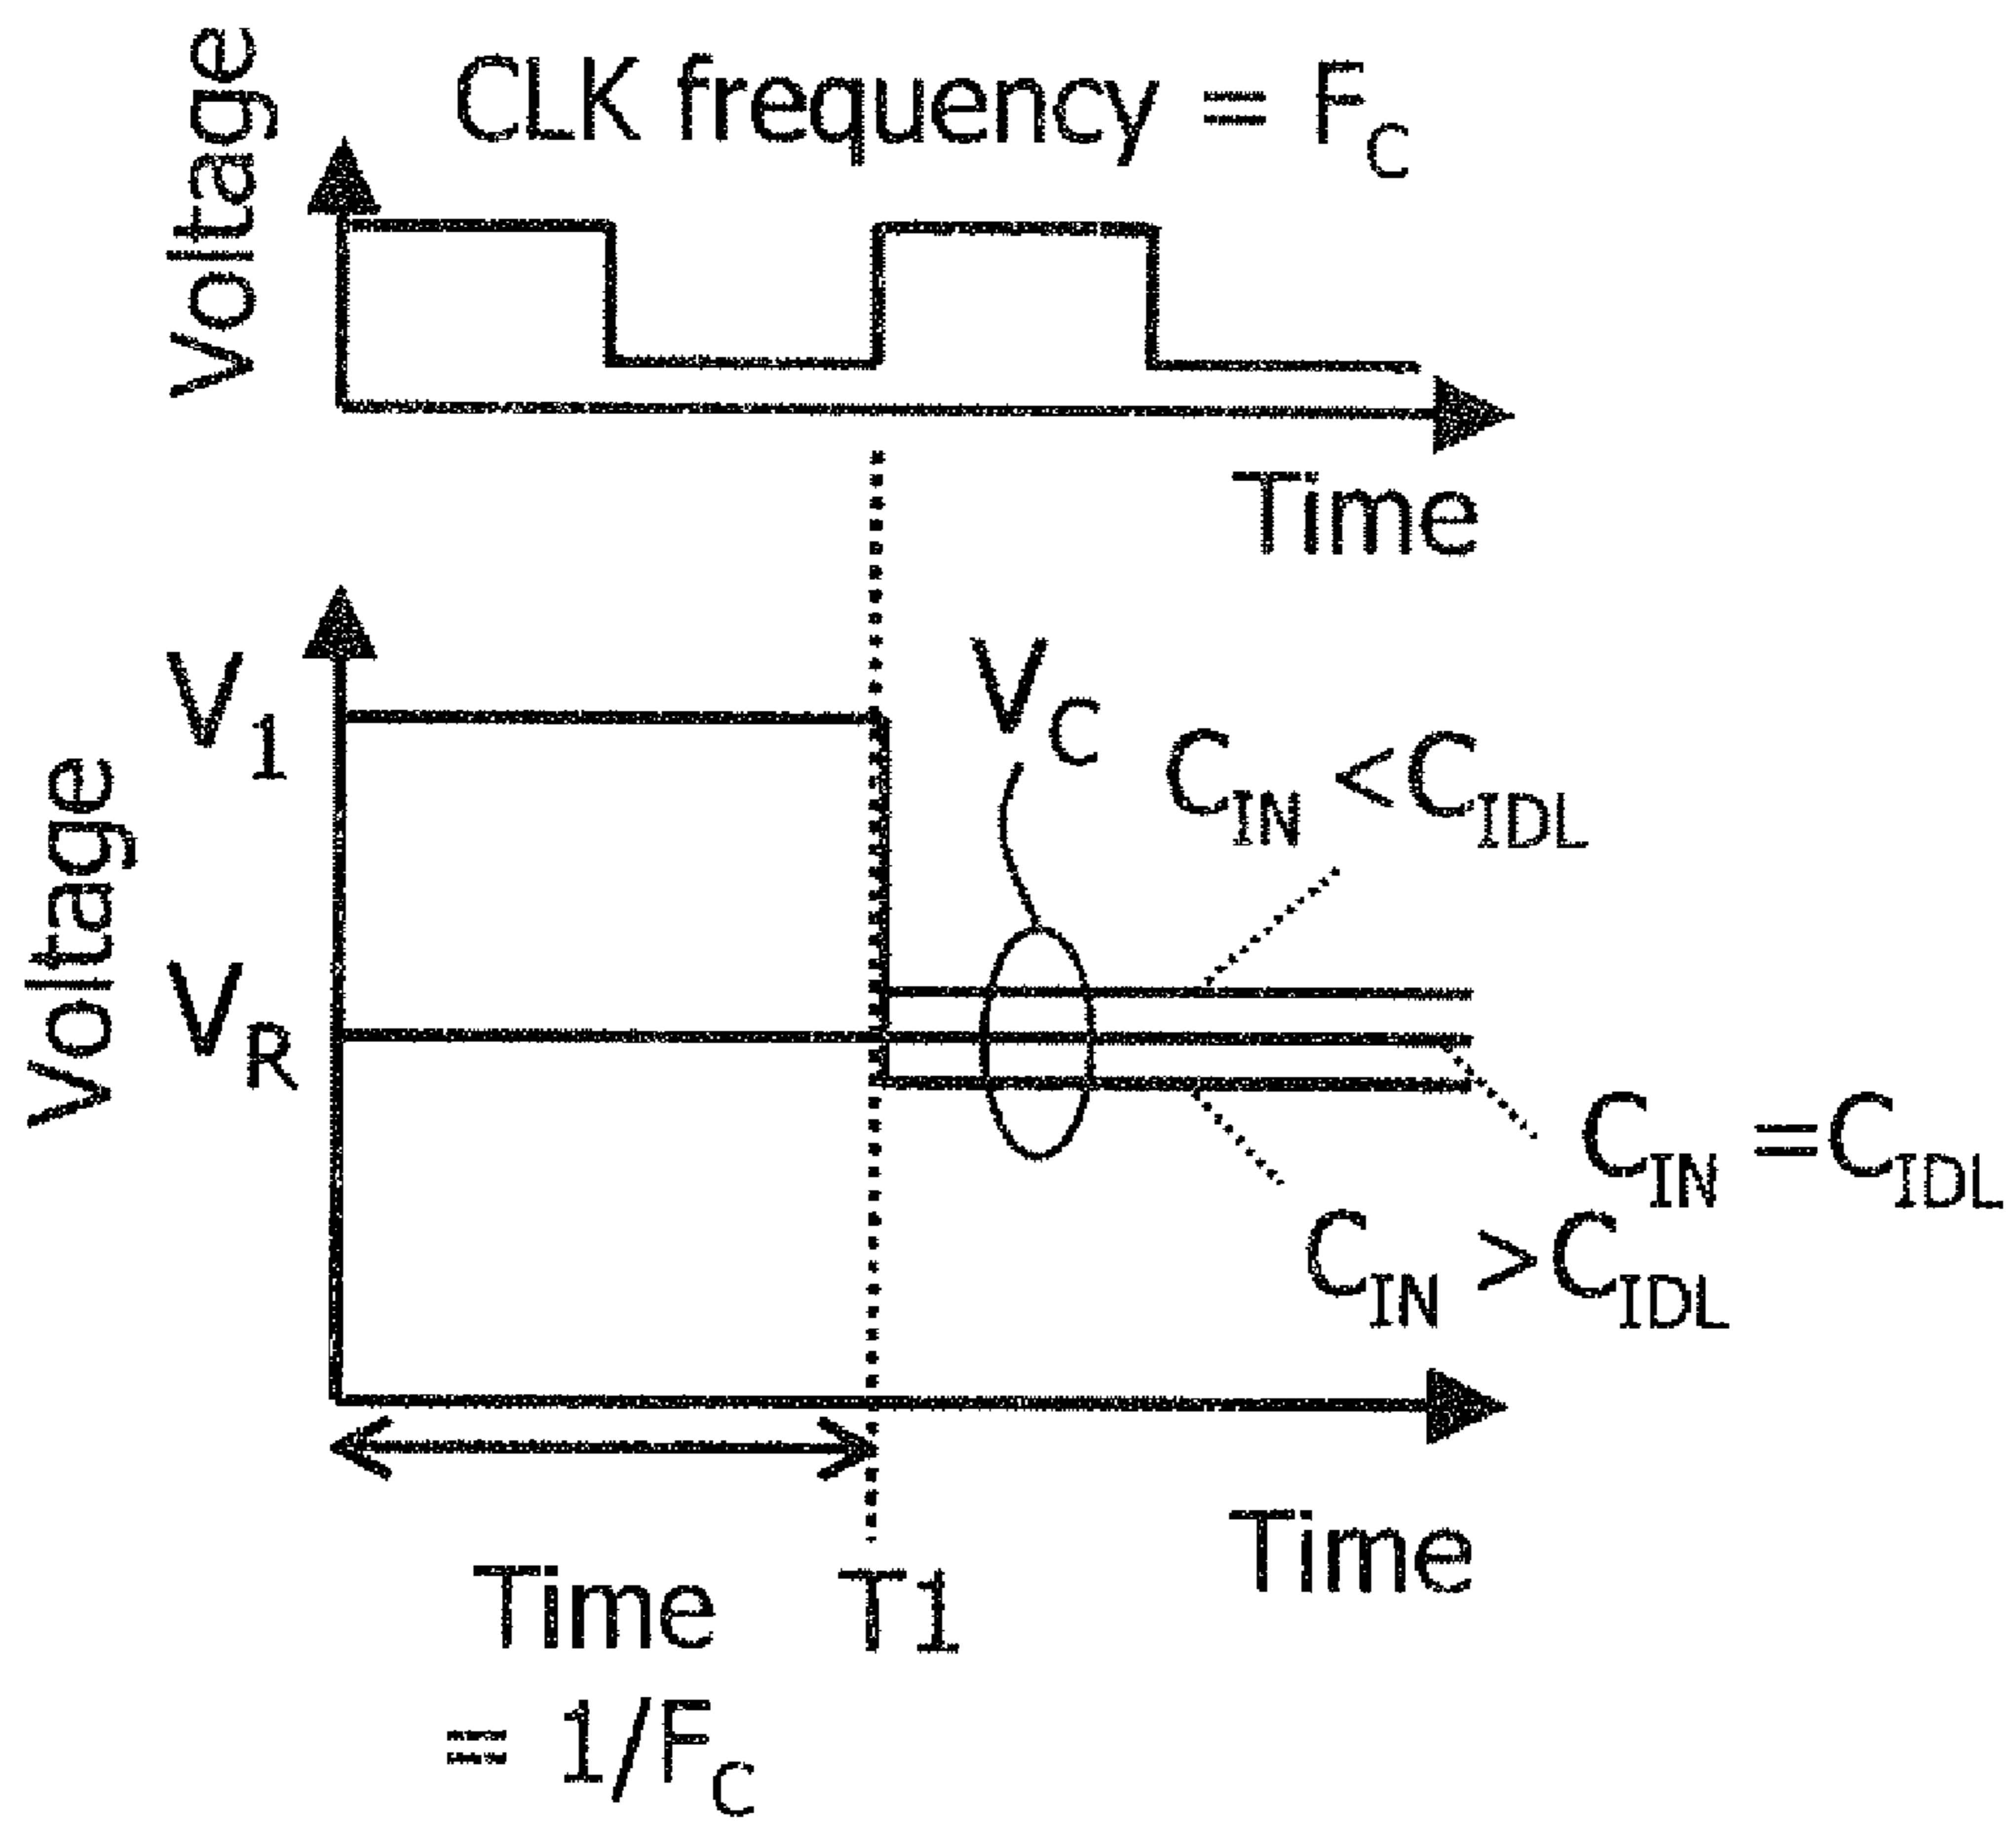 Voltage
CLK frequency = F_C
Time
Voltage
V_1
V_C
C_IN < C_IDL
V_R
C_IN = C_IDL
C_IN > C_IDL
Time
Time
= 1/F_C
T1